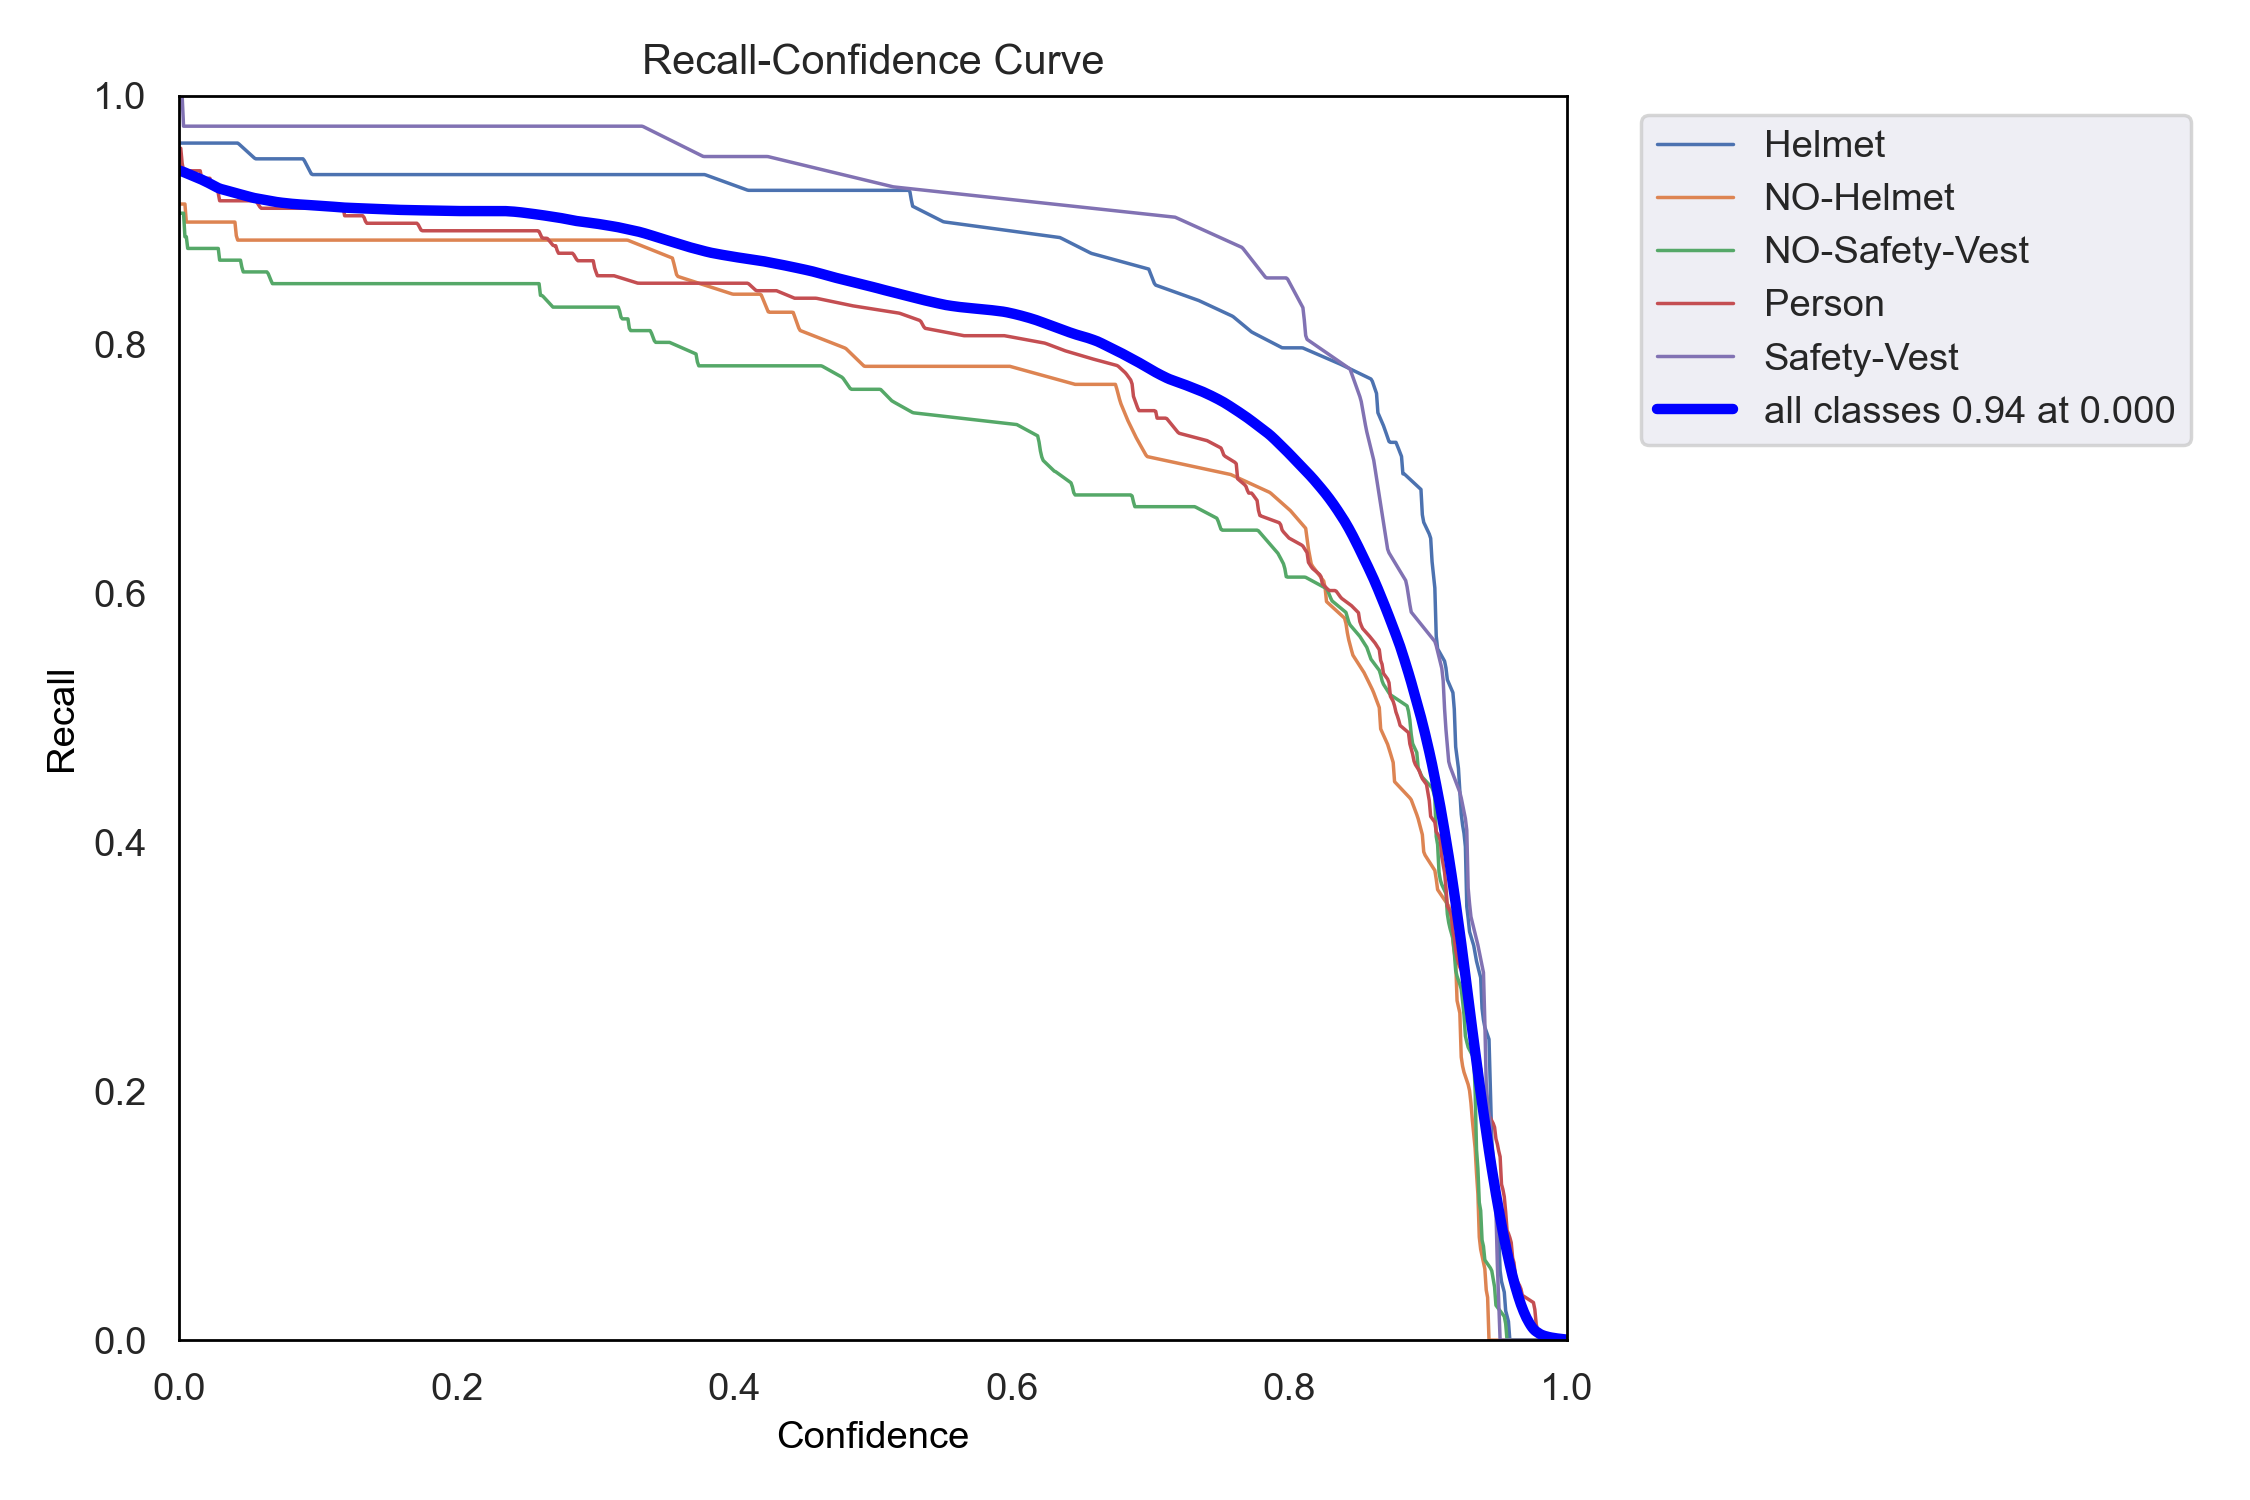 Recall-Confidence Curve
1.0
0.8
0.6
0.4
0.2
0.0
Recall
0.0 0.2 0.4 0.6 0.8 1.0
Confidence
Helmet
NO-Helmet
NO-Safety-Vest
Person
Safety-Vest
all classes 0.94 at 0.000